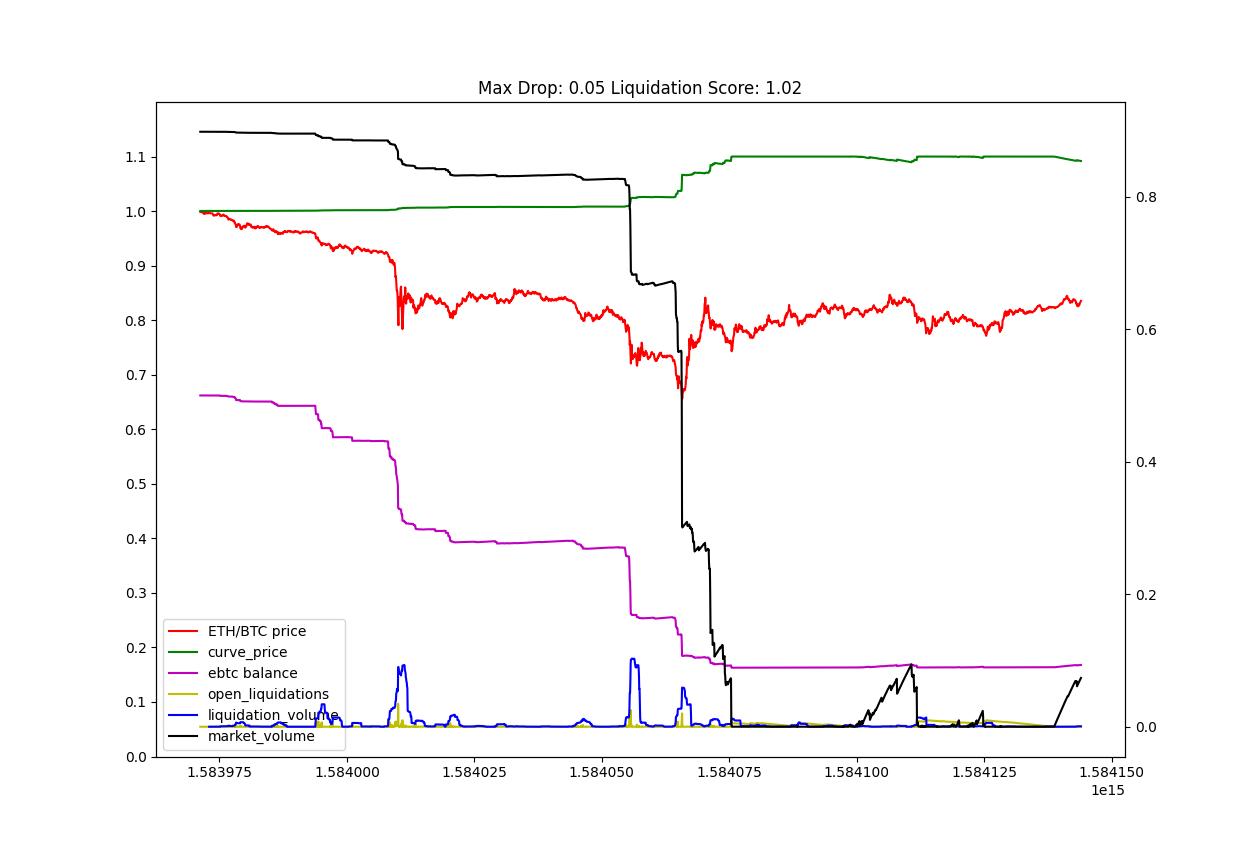 Max Drop: 0.05 Liquidation Score: 1.02
1.1
1.0
0.9
0.8
0.7
0.6
0.5
0.4
0.3
0.2
0.1
0.0
0.8
0.6
0.4
0.2
0.0
ETH/BTC price
curve_price
ebtc balance
open_liquidations
liquidation_volume
market_volume
1.583975 1.584000 1.584025 1.584050 1.584075 1.584100 1.584125 1.584150
1e15